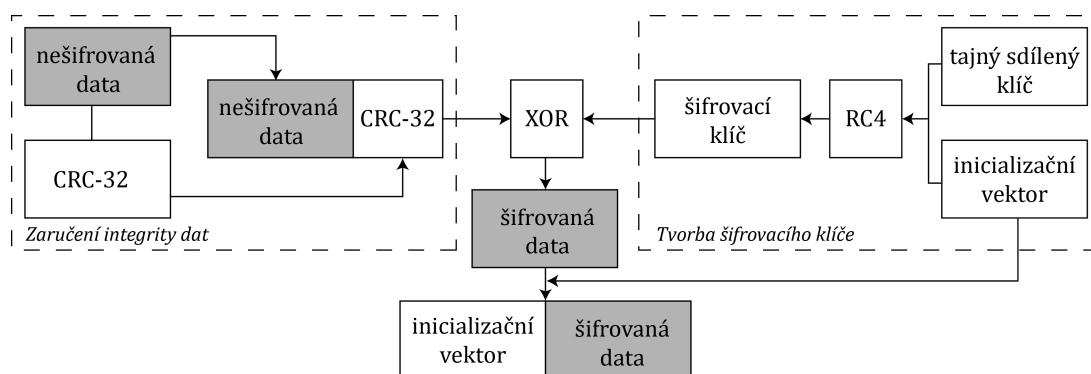 nešifrovaná
data
CRC-32
Zaručení integrity dat
nešifrovaná
data
CRC-32
XOR
šifrovaná
data
šifrovací
klíč
RC4
tajný sdílený
klíč
inicializační
vektor
Tvorba šifrovacího klíče
inicializační
vektor
šifrovaná
data